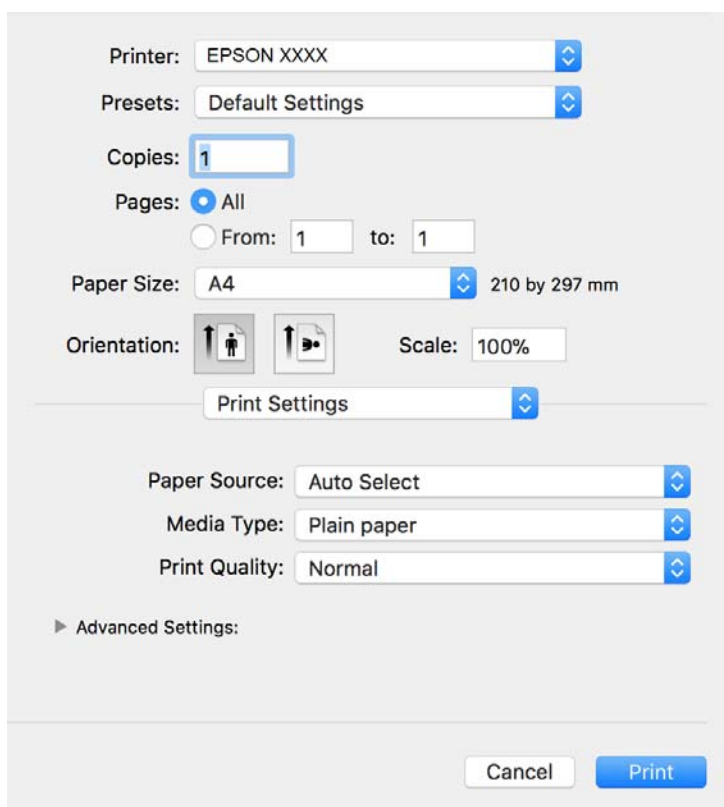 Printer: EPSON XXXX
Presets: Default Settings
Copies: 1
Pages: All
From: 1 to: 1
Paper Size: A4 210 by 297 mm
Orientation: Scale: 100%
Print Settings
Paper Source: Auto Select
Media Type: Plain paper
Print Quality: Normal
Advanced Settings:
Cancel Print